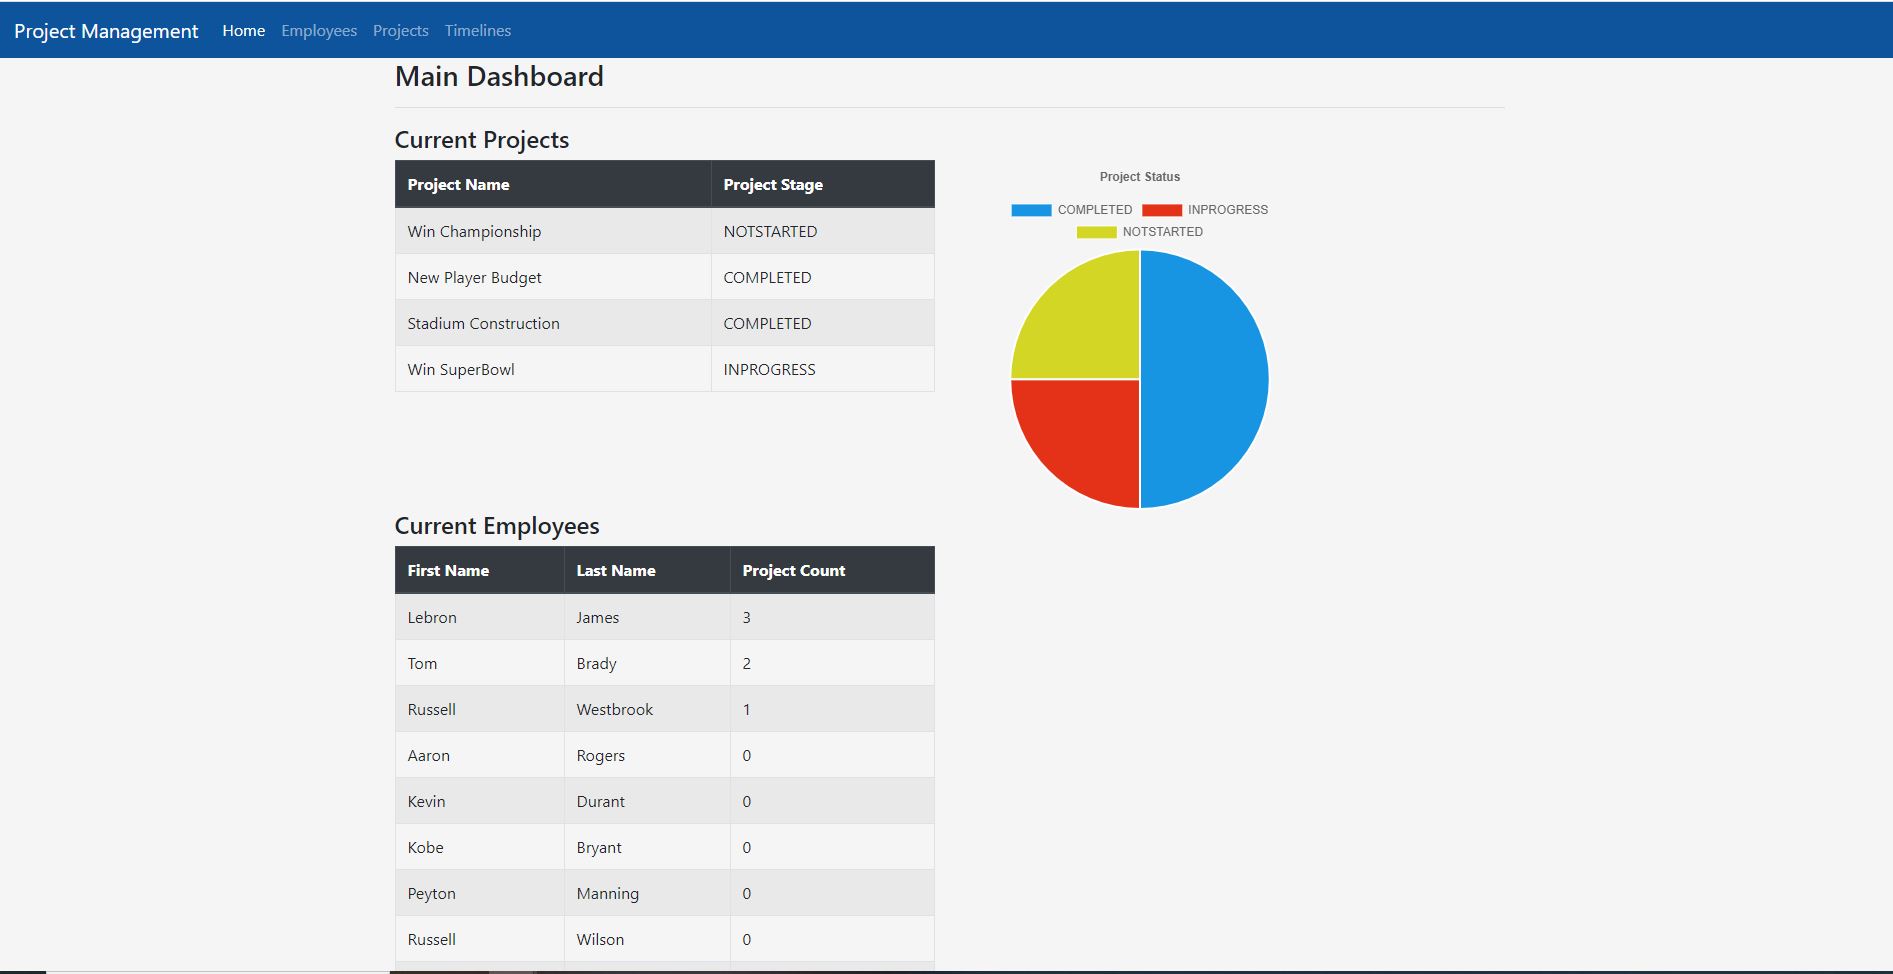 Project Management Home Employees Projects Timelines
Main Dashboard
Current Projects
Project Name Project Stage
Win Championship NOTSTARTED
New Player Budget COMPLETED
Stadium Construction COMPLETED
Win SuperBowl INPROGRESS
Project Status
COMPLETED INPROGRESS
NOTSTARTED
Current Employees
First Name Last Name Project Count
Lebron James 3
Tom Brady 2
Russell Westbrook 1
Aaron Rogers 0
Kevin Durant 0
Kobe Bryant 0
Peyton Manning 0
Russell Wilson 0